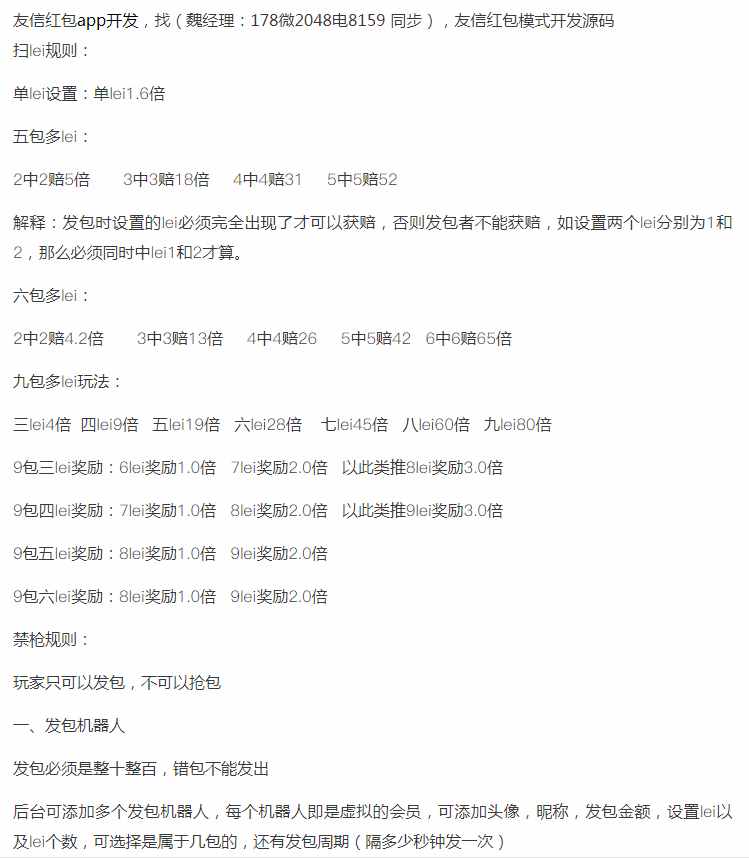 友信红包app开发，找（魏经理：178微2048电8159 同步），友信红包模式开发源码
扫lei规则：
单lei设置：单lei1.6倍
五包多lei：
2中2赔5倍 3中3赔18倍 4中4赔31 5中5赔52
解释：发包时设置的lei必须完全出现了才可以获赔，否则发包者不能获赔，如设置两个lei分别为1和
2，那么必须同时中lei1和2才算。
六包多lei：
2中2赔4.2倍 3中3赔13倍 4中4赔26 5中5赔42 6中6赔65倍
九包多lei玩法：
三lei4倍 四lei9倍 五lei19倍 六lei28倍 七lei45倍 八lei60倍 九lei80倍
9包三lei奖励：6lei奖励1.0倍 7lei奖励2.0倍 以此类推8lei奖励3.0倍
9包四lei奖励：7lei奖励1.0倍 8lei奖励2.0倍 以此类推9lei奖励3.0倍
9包五lei奖励：8lei奖励1.0倍 9lei奖励2.0倍
9包六lei奖励：8lei奖励1.0倍 9lei奖励2.0倍
禁枪规则：
玩家只可以发包，不可以抢包
一、发包机器人
发包必须是整十整百，错包不能发出
后台可添加多个发包机器人，每个机器人即是虚拟的会员，可添加头像，昵称，发包金额，设置lei以
及lei个数，可选择是属于几包的，还有发包周期（隔多少秒钟发一次）